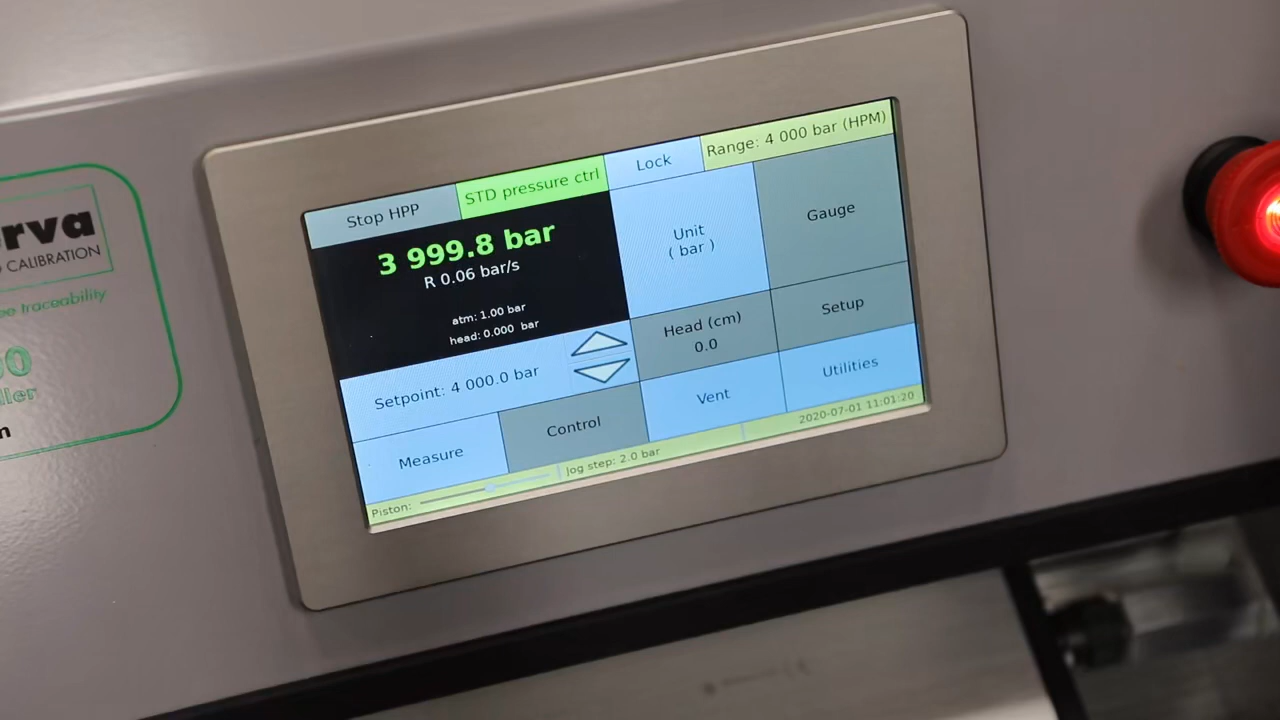 rva
CALIBRATION
traceability
Stop HPP
STD pressure ctrl
Lock
Range: 4 000 bar (HPM)
3 999.8 bar
R 0.06 bar/s
atm: 1.00 bar
head: 0.000 bar
Unit
( bar )
Gauge
Setpoint: 4 000.0 bar
Head (cm)
0.0
Setup
Measure
Control
Vent
Utilities
Piston:
Jog step: 2.0 bar
2020-07-01 11:01:20